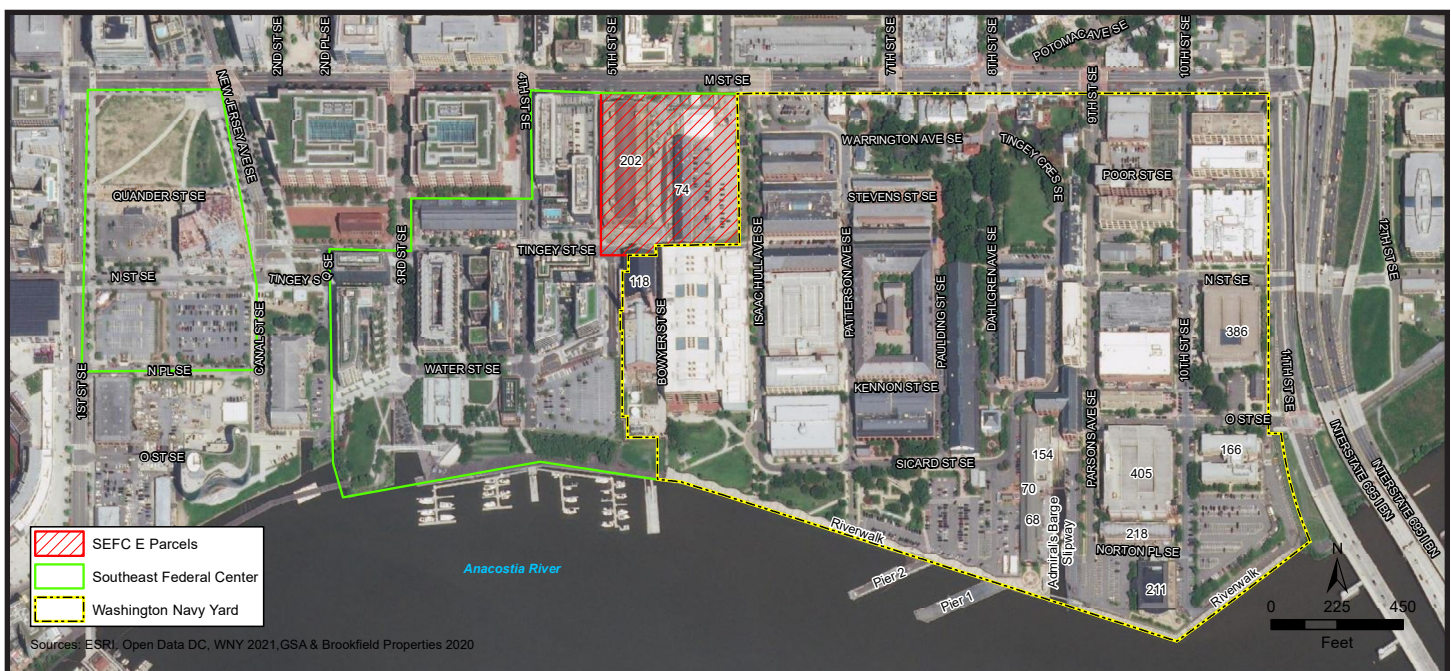 2ND ST SE
2ND PL SE
5TH ST SE
7TH ST SE
8TH ST SE
POTOMAC AVE SE
10TH ST SE
NEW JERSEY AVE SE
4TH ST SE
M ST SE
9TH ST SE
WARRINGTON AVE SE
TINGEY CRES SE
202
74
POOR ST SE
QUANDER ST SE
STEVENS ST SE
12TH ST SE
3RD ST SE
TINGEY ST SE
ISAAC HULL AVE SE
PATTERSON AVE SE
PAULDING ST SE
DAHLGREN AVE SE
N ST SE
TINGEY S
Q SE
118
N ST SE
386
CANAL ST SE
BOWYER ST SE
10TH ST SE
11TH ST SE
N PL SE
WATER ST SE
KENNON ST SE
1ST ST SE
O ST SE
PARSONS AVE SE
INTERSTATE 695 I BN
INTERSTATE 695 I BN
O ST SE
SICARD ST SE
154
405
166
70
68
218
Riverwalk
Admiral's Barge
Slipway
NORTON PL SE
Pier 2
Pier 1
211
Riverwalk
Anacostia River
SEFC E Parcels
Southeast Federal Center
Washington Navy Yard
N
0 225 450
Feet
Sources: ESRI, Open Data DC, WNY 2021,GSA & Brookfield Properties 2020